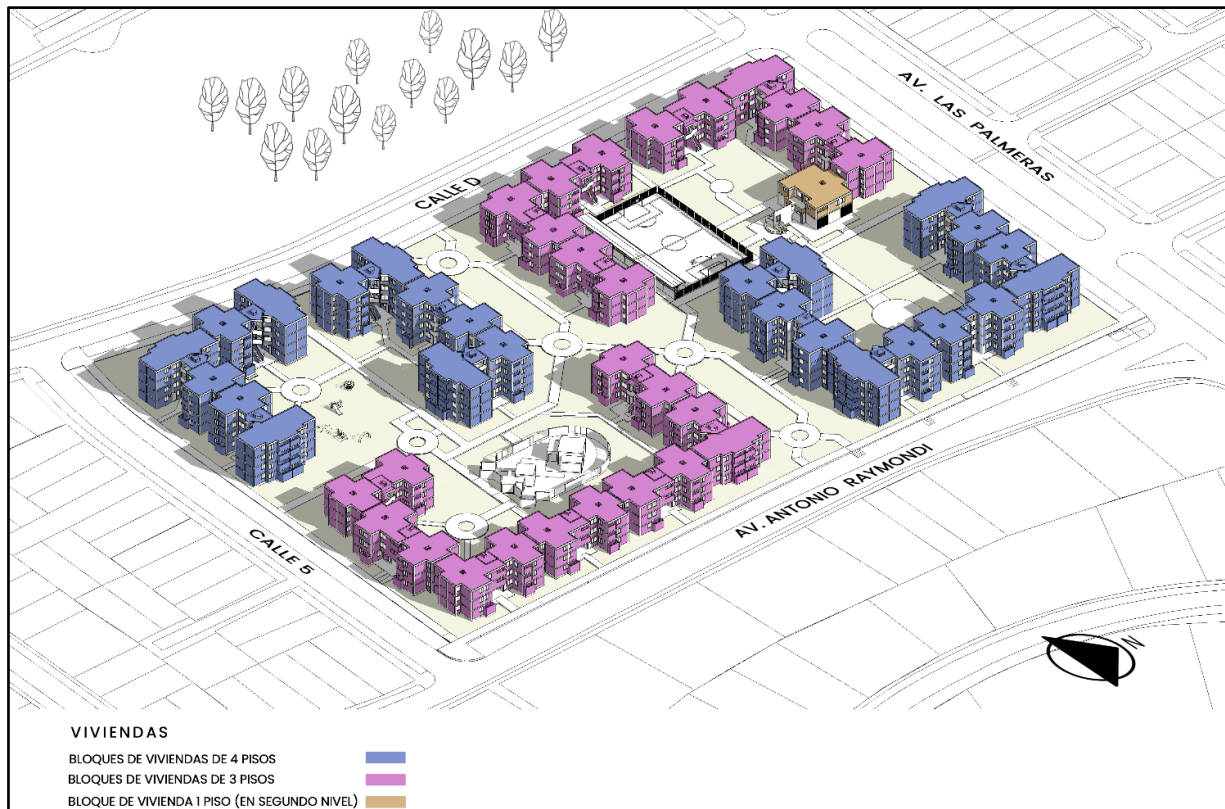 AV. LAS PALMERAS
CALLE D
AV. ANTONIO RAYMONDI
CALLE 5
N
VIVIENDAS
BLOQUES DE VIVIENDAS DE 4 PISOS
BLOQUES DE VIVIENDAS DE 3 PISOS
BLOQUE DE VIVIENDA 1 PISO (EN SEGUNDO NIVEL)